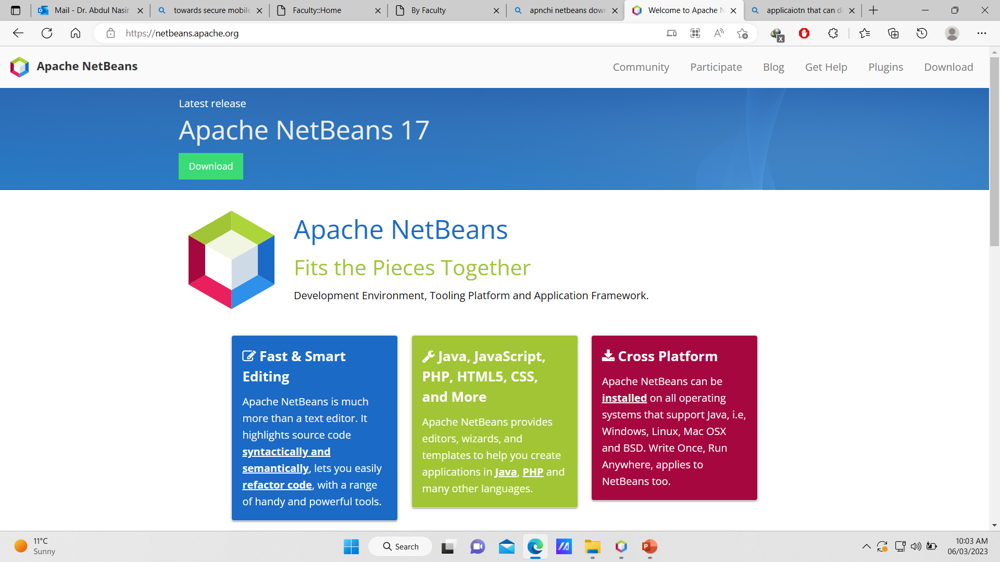 Mail - Dr. Abdul Nasir
towards secure mobile
Faculty::Home
By Faculty
apnchi netbeans down
Welcome to Apache N
applicaiotn that can d
https://netbeans.apache.org
Apache NetBeans
Community
Participate
Blog
Get Help
Plugins
Download
Latest release
Apache NetBeans 17
Download
Apache NetBeans
Fits the Pieces Together
Development Environment, Tooling Platform and Application Framework.
Fast & Smart
Editing
Apache NetBeans is much
more than a text editor. It
highlights source code
syntactically and
semantically, lets you easily
refactor code, with a range
of handy and powerful tools.
Java, JavaScript,
PHP, HTML5, CSS,
and More
Apache NetBeans provides
editors, wizards, and
templates to help you create
applications in Java, PHP and
many other languages.
Cross Platform
Apache NetBeans can be
installed on all operating
systems that support Java, i.e,
Windows, Linux, Mac OSX
and BSD. Write Once, Run
Anywhere, applies to
NetBeans too.
11°C
Sunny
Search
10:03 AM
06/03/2023